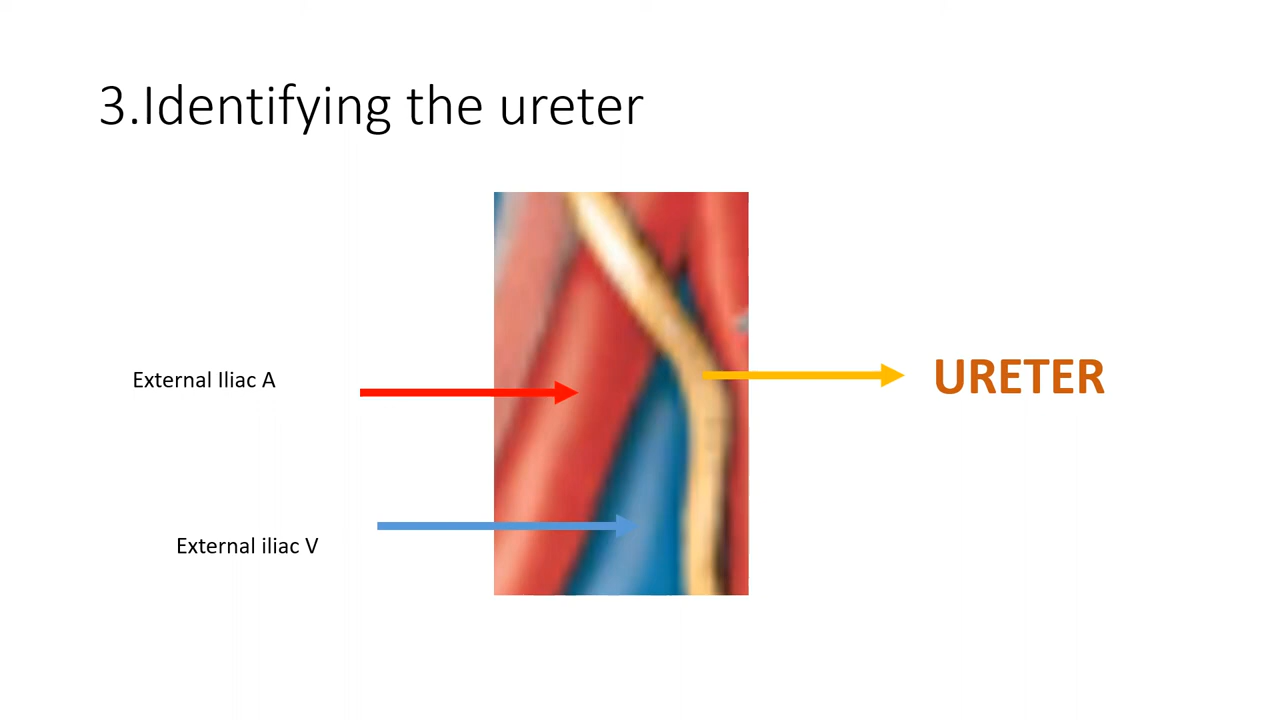 3.Identifying the ureter
External Iliac A
URETER
External iliac V